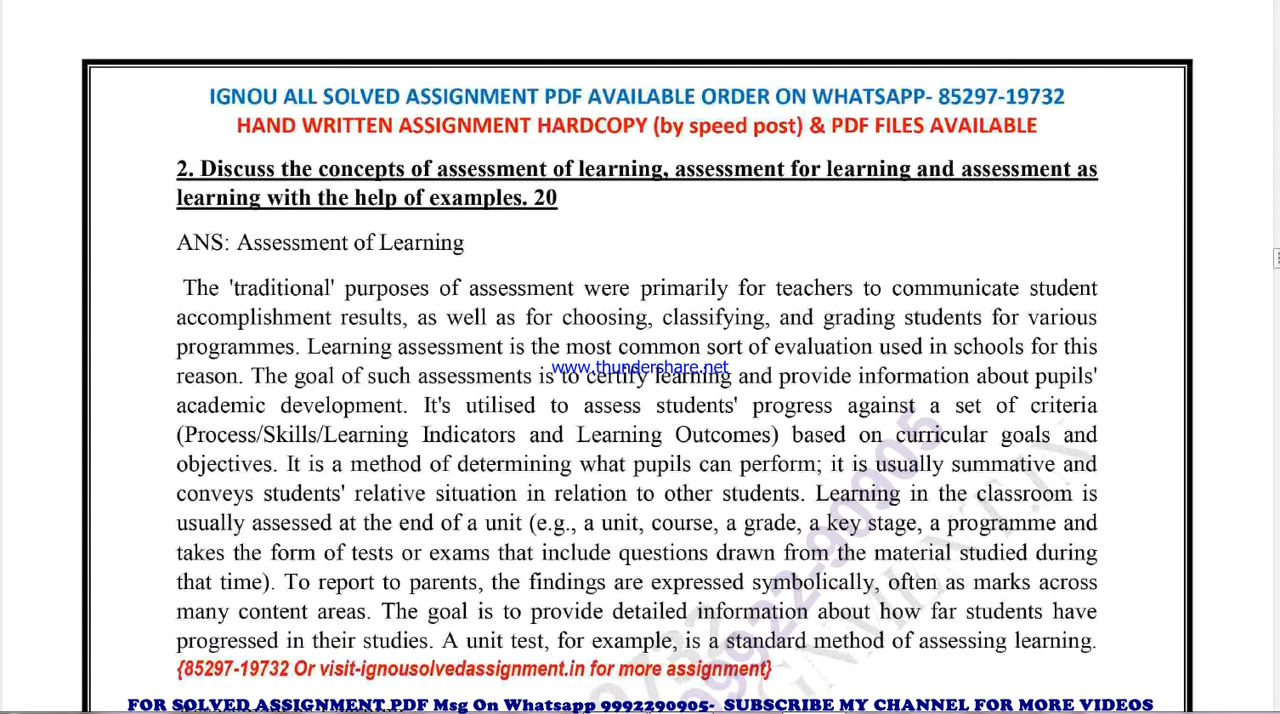 IGNOU ALL SOLVED ASSIGNMENT PDF AVAILABLE ORDER ON WHATSAPP- 85297-19732
HAND WRITTEN ASSIGNMENT HARDCOPY (by speed post) & PDF FILES AVAILABLE
2. Discuss the concepts of assessment of learning, assessment for learning and assessment as
learning with the help of examples. 20
ANS: Assessment of Learning
The 'traditional' purposes of assessment were primarily for teachers to communicate student
accomplishment results, as well as for choosing, classifying, and grading students for various
programmes. Learning assessment is the most common sort of evaluation used in schools for this
www.thundershare.net
reason. The goal of such assessments is to certify learning and provide information about pupils'
academic development. It's utilised to assess students' progress against a set of criteria
(Process/Skills/Learning Indicators and Learning Outcomes) based on curricular goals and
objectives. It is a method of determining what pupils can perform; it is usually summative and
conveys students' relative situation in relation to other students. Learning in the classroom is
usually assessed at the end of a unit (e.g., a unit, course, a grade, a key stage, a programme and
takes the form of tests or exams that include questions drawn from the material studied during
that time). To report to parents, the findings are expressed symbolically, often as marks across
many content areas. The goal is to provide detailed information about how far students have
progressed in their studies. A unit test, for example, is a standard method of assessing learning.
{85297-19732 Or visit-ignousolvedassignment.in for more assignment}
FOR SOLVED ASSIGNMENT PDF Msg On Whatsapp 9992290905- SUBSCRIBE MY CHANNEL FOR MORE VIDEOS